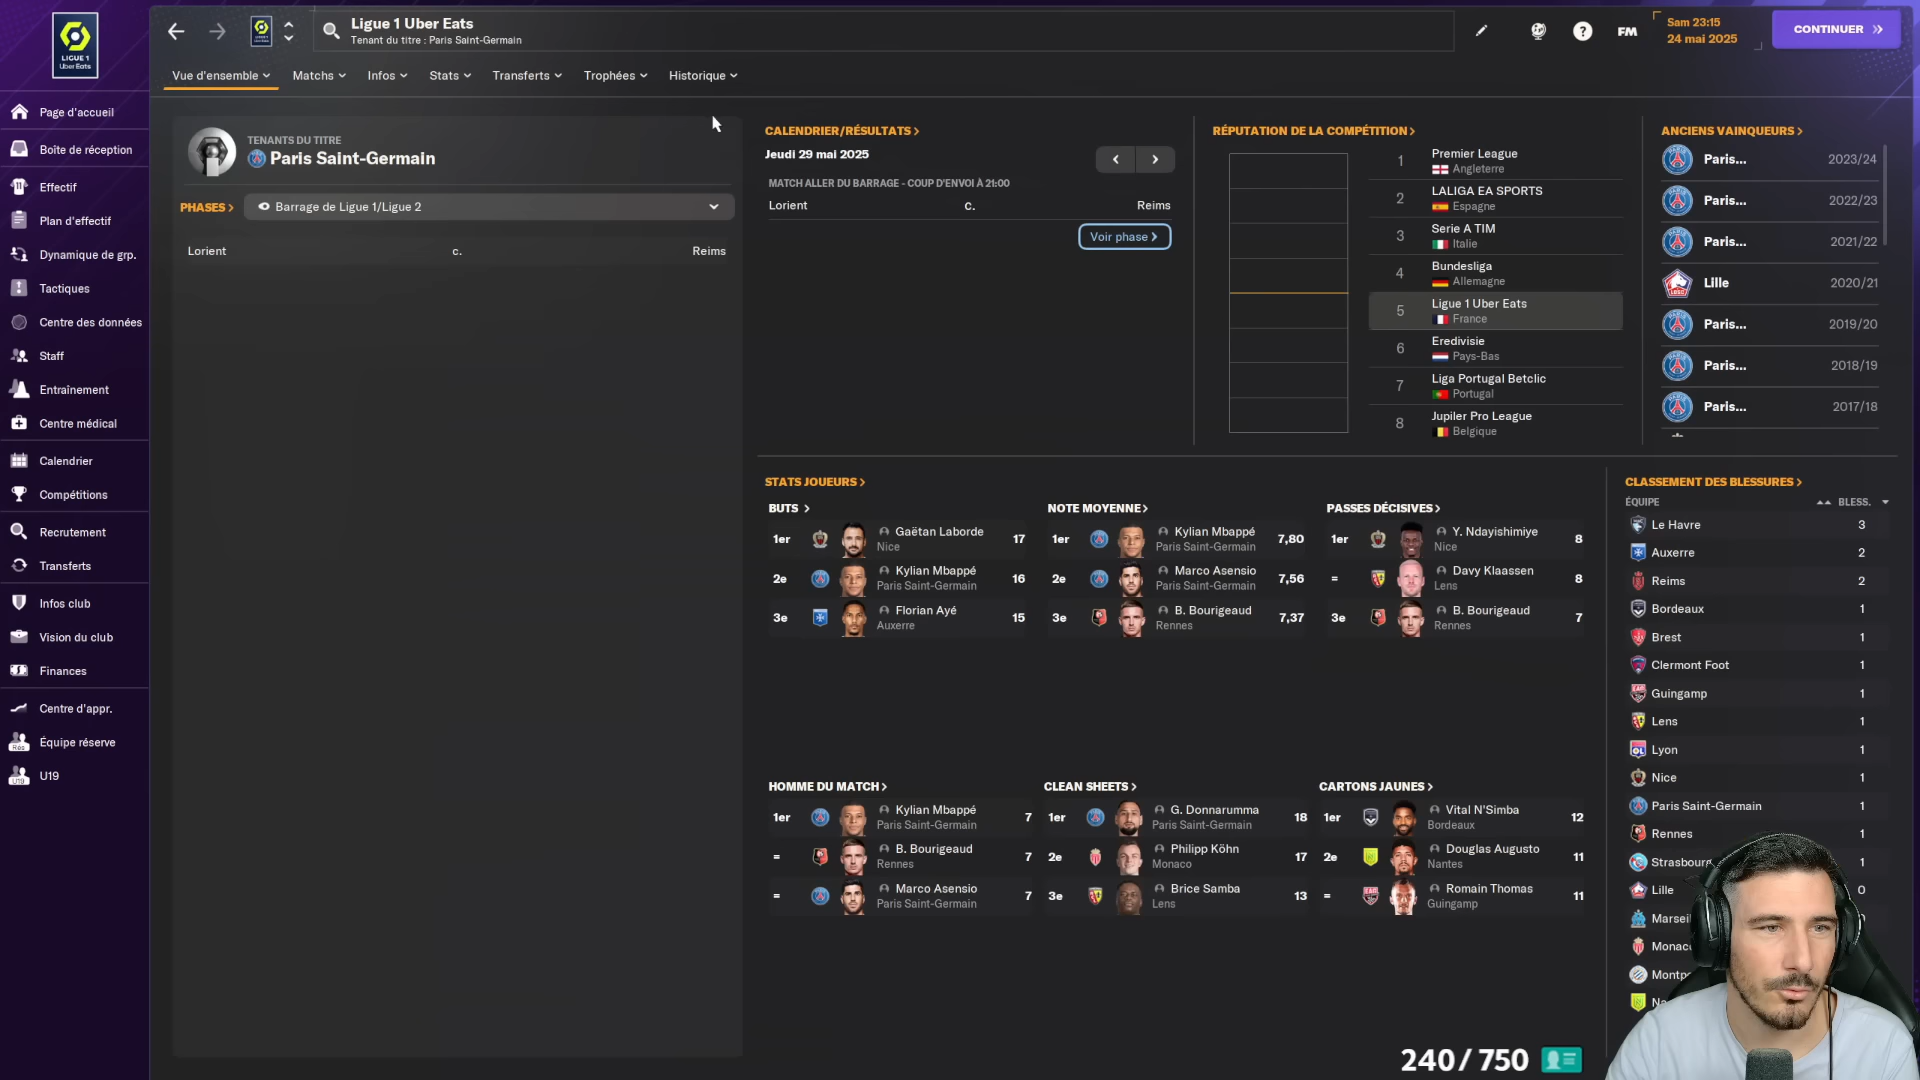 Ligue 1 Uber Eats
Tenant du titre : Paris Saint-Germain
Sam 23:15
24 mai 2025
CONTINUER
FM
LIGUE 1
Uber Eats
Vue d'ensemble
Matchs
Infos
Stats
Transferts
Trophées
Historique
Page d'accueil
Boîte de réception
Effectif
Plan d'effectif
Dynamique de grp.
Tactiques
Centre des données
Staff
Entraînement
Centre médical
Calendrier
Compétitions
Recrutement
Transferts
Infos club
Vision du club
Finances
Centre d'appr.
Équipe réserve
U19
TENANTS DU TITRE
Paris Saint-Germain
PHASES >
Barrage de Ligue 1/Ligue 2
Lorient c. Reims
CALENDRIER/RÉSULTATS >
Jeudi 29 mai 2025
MATCH ALLER DU BARRAGE - COUP D'ENVOI À 21:00
Lorient c. Reims
Voir phase >
RÉPUTATION DE LA COMPÉTITION >
1 Premier League
Angleterre
2 LALIGA EA SPORTS
Espagne
3 Serie A TIM
Italie
4 Bundesliga
Allemagne
5 Ligue 1 Uber Eats
France
6 Eredivisie
Pays-Bas
7 Liga Portugal Betclic
Portugal
8 Jupiler Pro League
Belgique
ANCIENS VAINQUEURS >
Paris... 2023/24
Paris... 2022/23
Paris... 2021/22
Lille 2020/21
Paris... 2019/20
Paris... 2018/19
Paris... 2017/18
STATS JOUEURS >
BUTS >
1er Gaëtan Laborde 17
Nice
2e Kylian Mbappé 16
Paris Saint-Germain
3e Florian Ayé 15
Auxerre
NOTE MOYENNE >
1er Kylian Mbappé 7,80
Paris Saint-Germain
2e Marco Asensio 7,56
Paris Saint-Germain
3e B. Bourigeaud 7,37
Rennes
PASSES DÉCISIVES >
1er Y. Ndayishimiye 8
Nice
= Davy Klaassen 8
Lens
3e B. Bourigeaud 7
Rennes
HOMME DU MATCH >
1er Kylian Mbappé 7
Paris Saint-Germain
= B. Bourigeaud 7
Rennes
= Marco Asensio 7
Paris Saint-Germain
CLEAN SHEETS >
1er G. Donnarumma 18
Paris Saint-Germain
2e Philipp Köhn 17
Monaco
3e Brice Samba 13
Lens
CARTONS JAUNES >
1er Vital N'Simba 12
Bordeaux
2e Douglas Augusto 11
Nantes
= Romain Thomas 11
Guingamp
CLASSEMENT DES BLESSURES >
ÉQUIPE BLESS.
Le Havre 3
Auxerre 2
Reims 2
Bordeaux 1
Brest 1
Clermont Foot 1
Guingamp 1
Lens 1
Lyon 1
Nice 1
Paris Saint-Germain 1
Rennes 1
Strasbourg 1
Lille 0
Marseil
Monac
Montp
Na
240/750